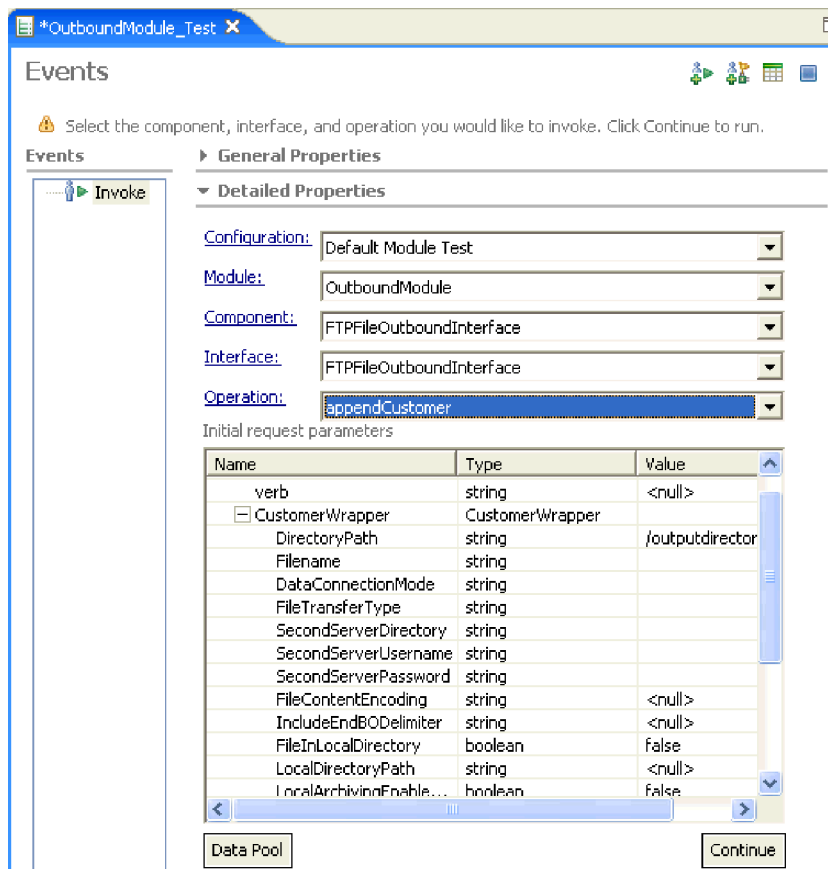 *OutboundModule_Test
Events
Select the component, interface, and operation you would like to invoke. Click Continue to run.
Events
General Properties
Invoke
Detailed Properties
Configuration: Default Module Test
Module: OutboundModule
Component: FTPFileOutboundInterface
Interface: FTPFileOutboundInterface
Operation: appendCustomer
Initial request parameters
Name Type Value
verb string <null>
CustomerWrapper CustomerWrapper
DirectoryPath string /outputdirector
Filename string
DataConnectionMode string
FileTransferType string
SecondServerDirectory string
SecondServerUsername string
SecondServerPassword string
FileContentEncoding string <null>
IncludeEndBODelimiter string <null>
FileInLocalDirectory boolean false
LocalDirectoryPath string <null>
LocalArchivingEnable... boolean false
Data Pool Continue